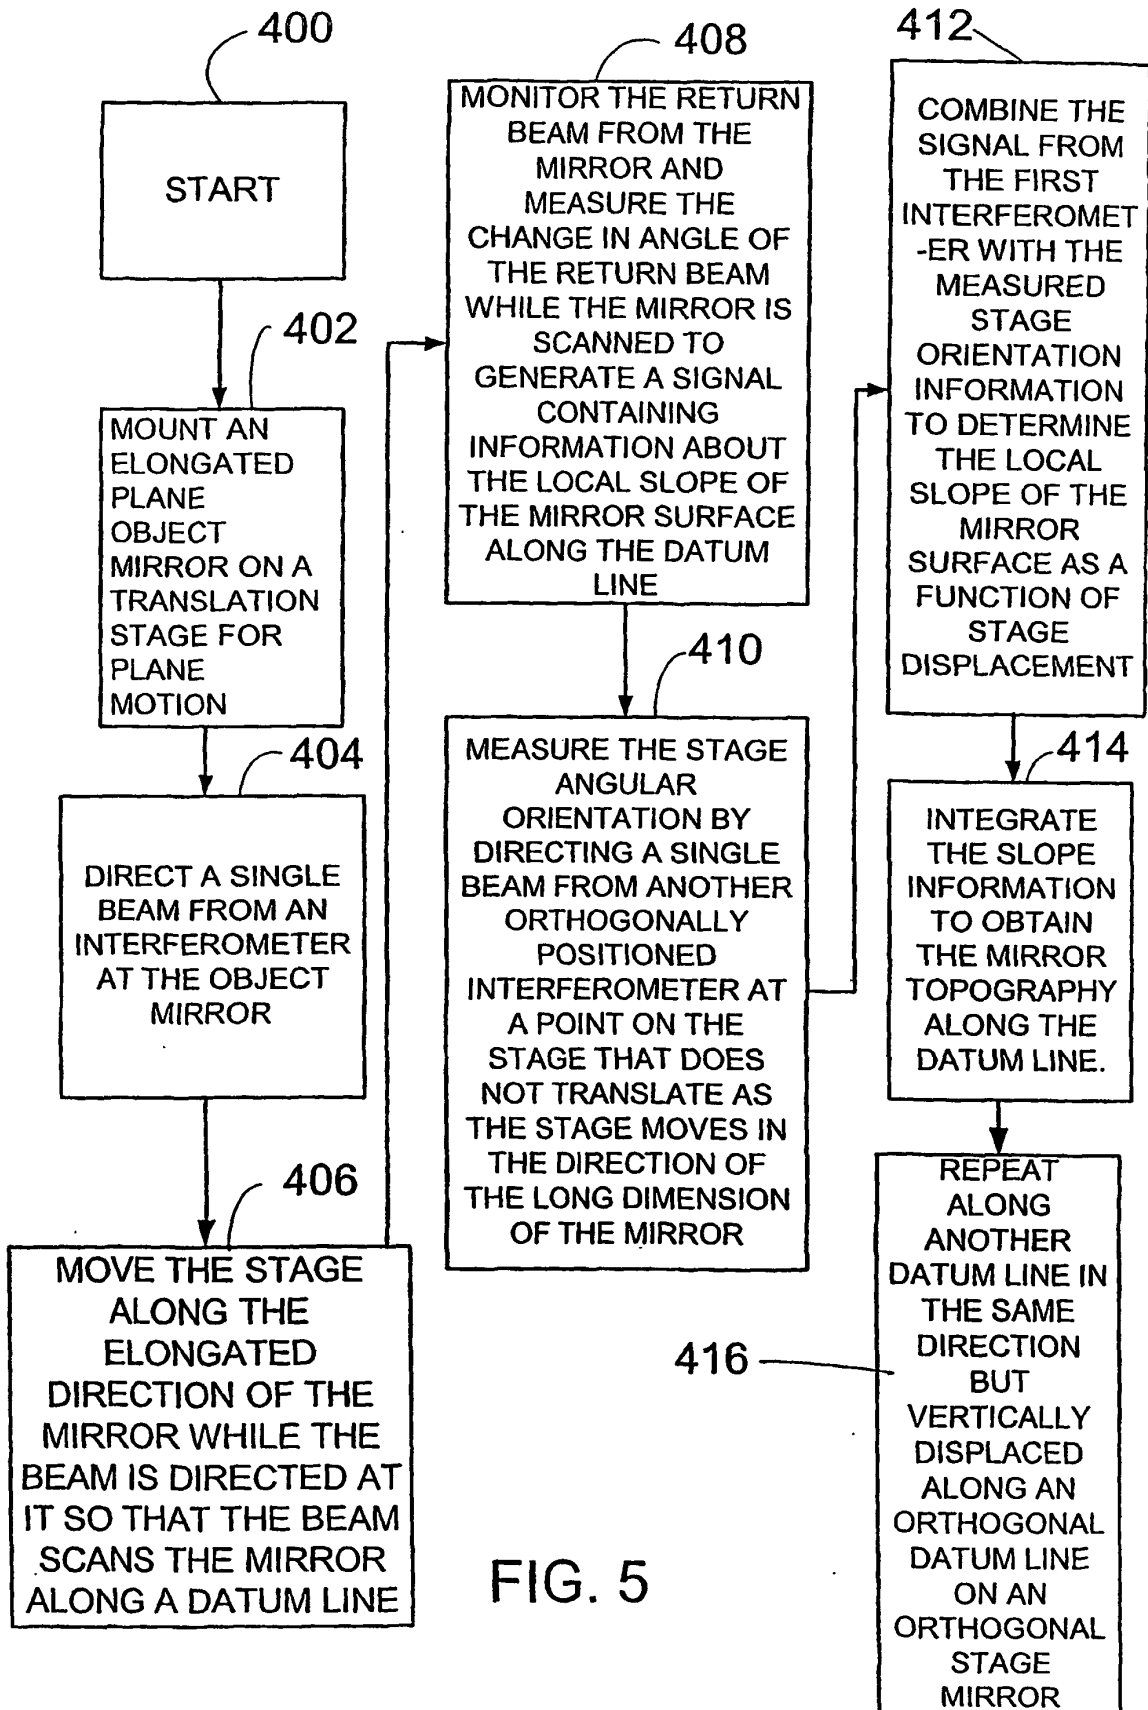 400
START
402
MOUNT AN
ELONGATED
PLANE
OBJECT
MIRROR ON A
TRANSLATION
STAGE FOR
PLANE
MOTION
404
DIRECT A SINGLE
BEAM FROM AN
INTERFEROMETER
AT THE OBJECT
MIRROR
406
MOVE THE STAGE
ALONG THE
ELONGATED
DIRECTION OF THE
MIRROR WHILE THE
BEAM IS DIRECTED AT
IT SO THAT THE BEAM
SCANS THE MIRROR
ALONG A DATUM LINE
408
MONITOR THE RETURN
BEAM FROM THE
MIRROR AND
MEASURE THE
CHANGE IN ANGLE OF
THE RETURN BEAM
WHILE THE MIRROR IS
SCANNED TO
GENERATE A SIGNAL
CONTAINING
INFORMATION ABOUT
THE LOCAL SLOPE OF
THE MIRROR SURFACE
ALONG THE DATUM
LINE
410
MEASURE THE STAGE
ANGULAR
ORIENTATION BY
DIRECTING A SINGLE
BEAM FROM ANOTHER
ORTHOGONALLY
POSITIONED
INTERFEROMETER AT
A POINT ON THE
STAGE THAT DOES
NOT TRANSLATE AS
THE STAGE MOVES IN
THE DIRECTION OF
THE LONG DIMENSION
OF THE MIRROR
412
COMBINE THE
SIGNAL FROM
THE FIRST
INTERFEROMET
-ER WITH THE
MEASURED
STAGE
ORIENTATION
INFORMATION
TO DETERMINE
THE LOCAL
SLOPE OF THE
MIRROR
SURFACE AS A
FUNCTION OF
STAGE
DISPLACEMENT
414
INTEGRATE
THE SLOPE
INFORMATION
TO OBTAIN
THE MIRROR
TOPOGRAPHY
ALONG THE
DATUM LINE.
416
REPEAT
ALONG
ANOTHER
DATUM LINE IN
THE SAME
DIRECTION
BUT
VERTICALLY
DISPLACED
ALONG AN
ORTHOGONAL
DATUM LINE
ON AN
ORTHOGONAL
STAGE
MIRROR
FIG. 5